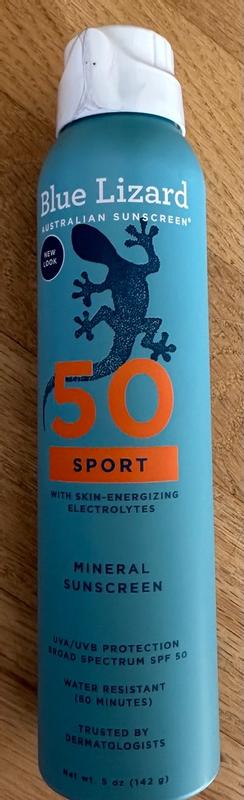 Blue Lizard
AUSTRALIAN SUNSCREEN®
NEW
LOOK
50
SPORT
WITH SKIN-ENERGIZING
ELECTROLYTES
MINERAL
SUNSCREEN
UVA/UVB PROTECTION
BROAD SPECTRUM SPF 50
WATER RESISTANT
(80 MINUTES)
TRUSTED BY
DERMATOLOGISTS
Net wt. 5 oz (142 g)